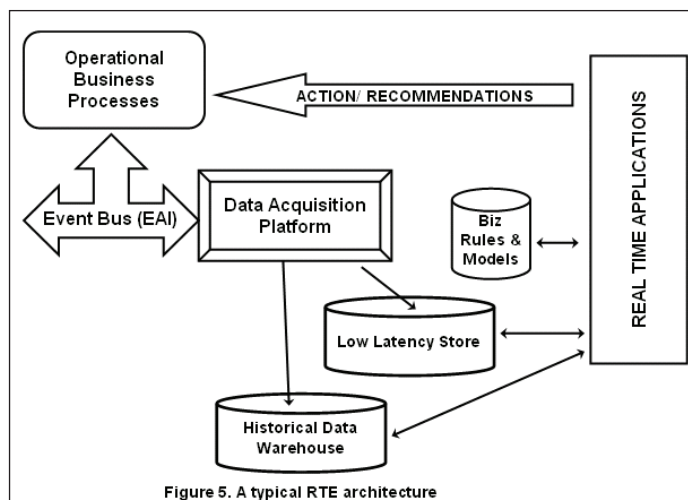 Operational
Business
Processes
ACTION/ RECOMMENDATIONS
REAL TIME APPLICATIONS
Event Bus (EAI)
Data Acquisition
Platform
Biz
Rules &
Models
Low Latency Store
Historical Data
Warehouse
Figure 5. A typical RTE architecture